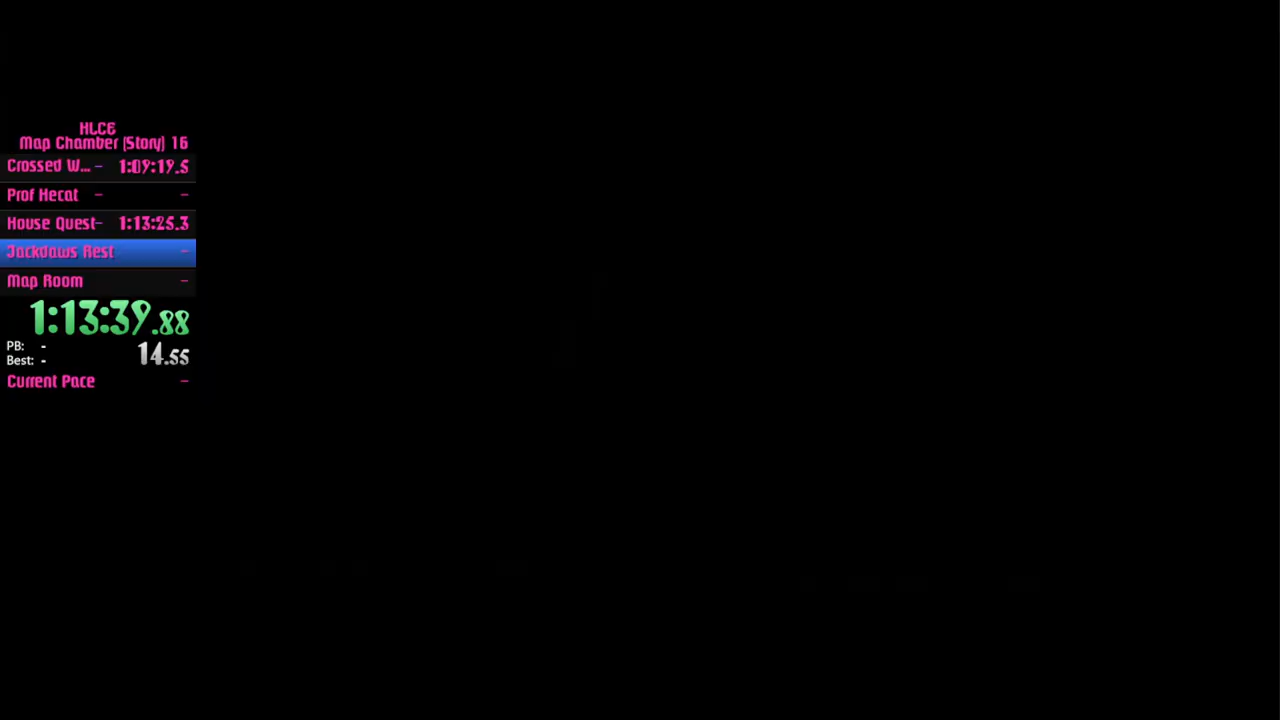 HLCE
Map Chamber (Story) 16
Crossed W... - 1:09:19.5
Prof Hecat - -
House Quest- 1:13:25.3
Jackdaws Rest -
Map Room -
1:13:39.88
PB: - 14.55
Best: -
Current Pace -